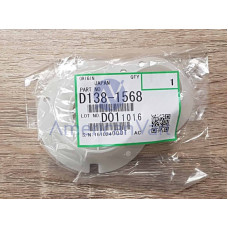 ORIGIN
JAPAN
QTY
1
PART NO.
D138-1568
LOT NO.
D011016